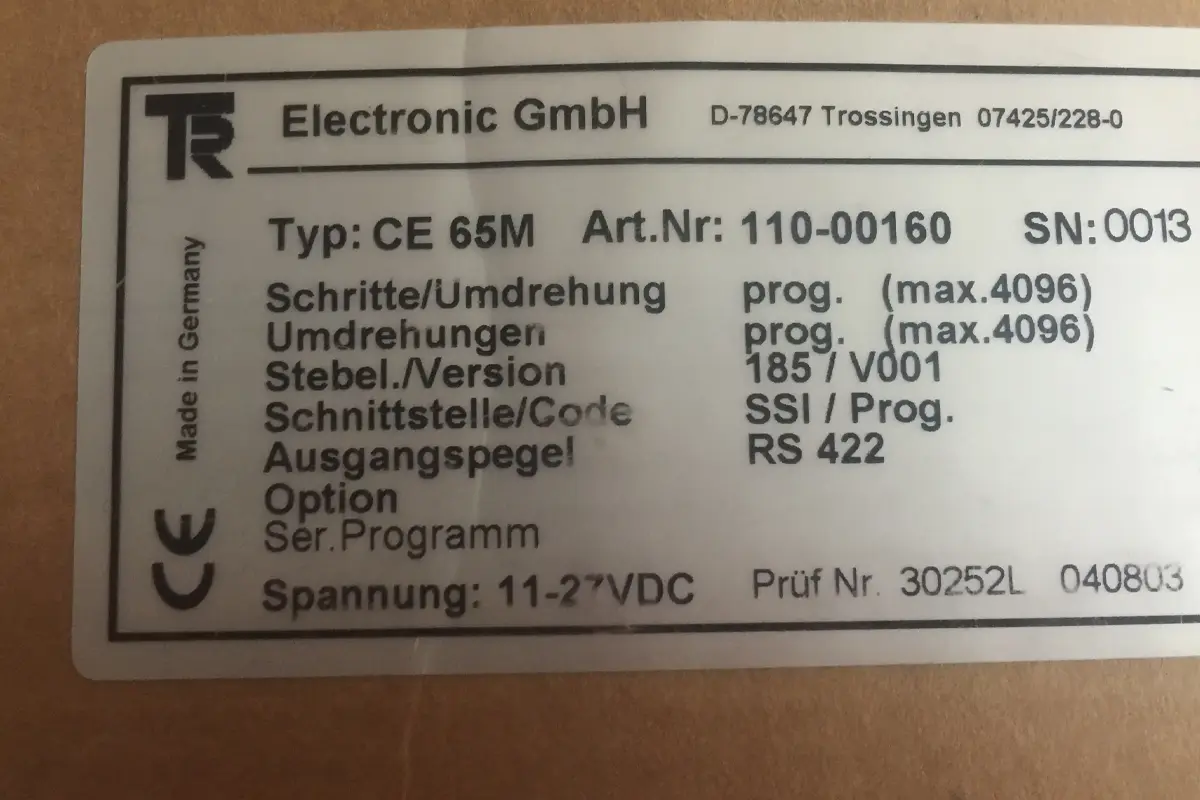 TR Electronic GmbH D-78647 Trossingen 07425/228-0
Typ: CE 65M Art.Nr: 110-00160 SN: 0013
Schritte/Umdrehung prog. (max.4096)
Umdrehungen prog. (max.4096)
Stebel./Version 185 / V001
Schnittstelle/Code SSI / Prog.
Ausgangspegel RS 422
Option
Ser.Programm
Spannung: 11-27VDC Prüf Nr. 30252L 040803
Made in Germany
CE